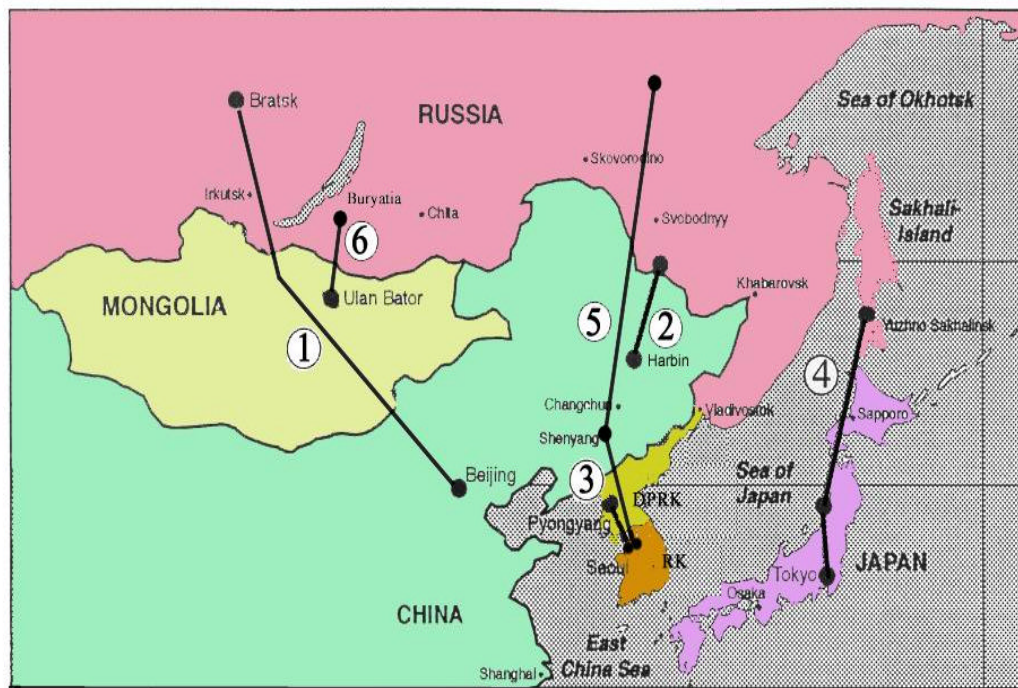 Bratsk
RUSSIA
Sea of Okhotsk
Skovorodino
Irkutsk
Buryatia
Chita
Svobodnyy
Sakhali-
Island
6
Khabarovsk
MONGOLIA
Ulan Bator
5
2
Yuzhno Sakhalinsk
1
Harbin
4
Changchun
Vladivostok
Sapporo
Shenyang
Beijing
3
Sea of
Japan
DPRK
Pyongyang
Seoul
RK
Tokyo
JAPAN
Osaka
CHINA
East
China Sea
Shanghai